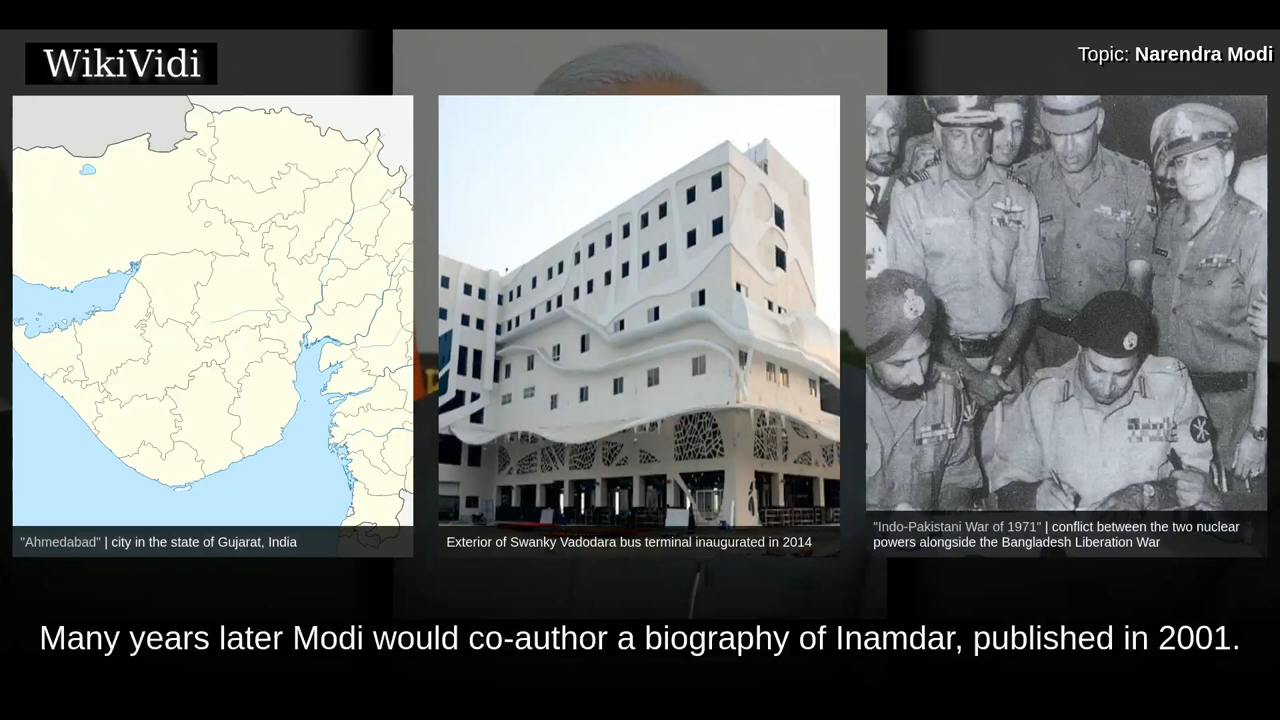 WikiVidi
Topic: Narendra Modi
"Ahmedabad" | city in the state of Gujarat, India
Exterior of Swanky Vadodara bus terminal inaugurated in 2014
"Indo-Pakistani War of 1971" | conflict between the two nuclear
powers alongside the Bangladesh Liberation War
Many years later Modi would co-author a biography of Inamdar, published in 2001.